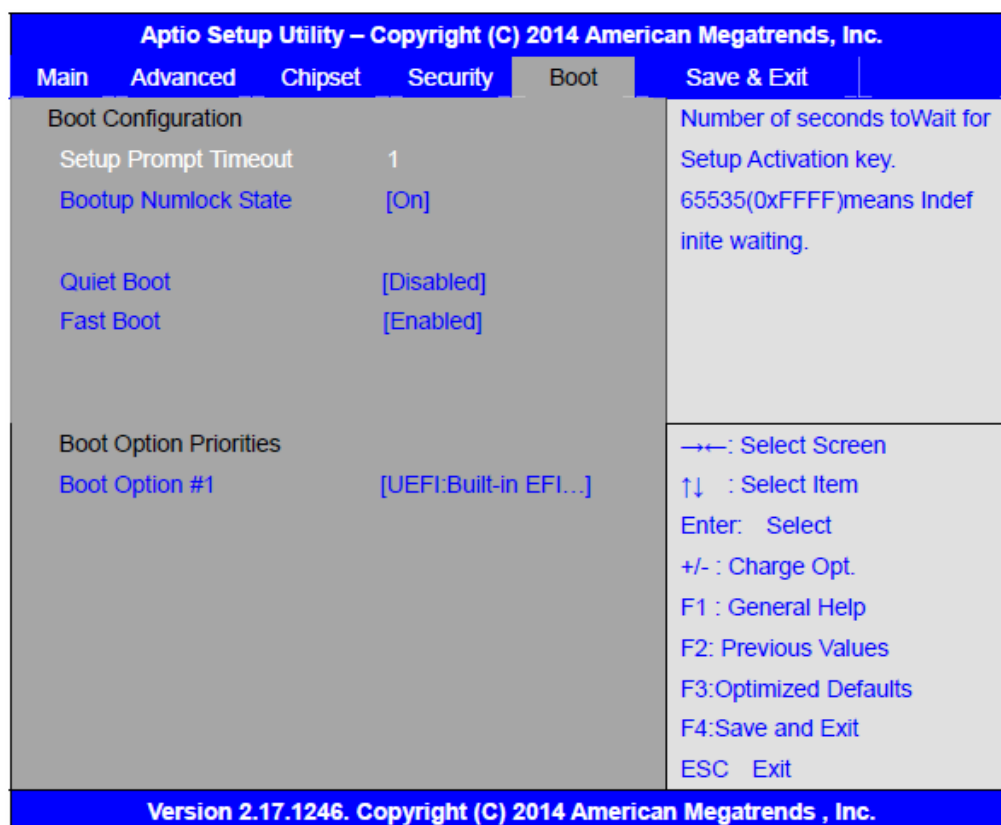 Aptio Setup Utility – Copyright (C) 2014 American Megatrends, Inc.
Main Advanced Chipset Security Boot Save & Exit
Boot Configuration
Setup Prompt Timeout 1
Bootup Numlock State [On]
Quiet Boot [Disabled]
Fast Boot [Enabled]
Boot Option Priorities
Boot Option #1 [UEFI:Built-in EFI…]
Number of seconds toWait for
Setup Activation key.
65535(0xFFFF)means Indef
inite waiting.
→←: Select Screen
↑↓ : Select Item
Enter: Select
+/- : Charge Opt.
F1 : General Help
F2: Previous Values
F3:Optimized Defaults
F4:Save and Exit
ESC Exit
Version 2.17.1246. Copyright (C) 2014 American Megatrends , Inc.